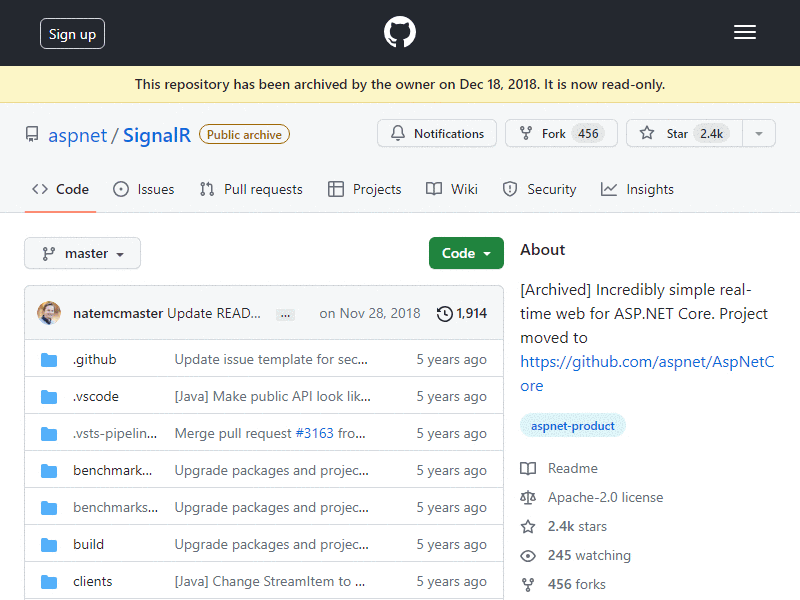 Sign up
This repository has been archived by the owner on Dec 18, 2018. It is now read-only.
aspnet / SignalR Public archive
Notifications Fork 456 Star 2.4k
Code Issues Pull requests Projects Wiki Security Insights
master Code
natemcmaster Update READ... ... on Nov 28, 2018 1,914
.github Update issue template for sec... 5 years ago
.vscode [Java] Make public API look lik... 5 years ago
.vsts-pipelin... Merge pull request #3163 fro... 5 years ago
benchmark... Upgrade packages and projec... 5 years ago
benchmarks... Upgrade packages and projec... 5 years ago
build Upgrade packages and projec... 5 years ago
clients [Java] Change StreamItem to ... 5 years ago
About
[Archived] Incredibly simple real-
time web for ASP.NET Core. Project
moved to
https://github.com/aspnet/AspNetC
ore
aspnet-product
Readme
Apache-2.0 license
2.4k stars
245 watching
456 forks